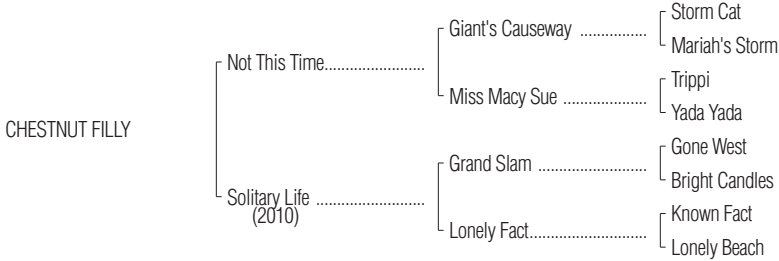 Storm Cat
Giant's Causeway ................
Mariah's Storm
Not This Time........................
Trippi
Miss Macy Sue ....................
Yada Yada
CHESTNUT FILLY
Gone West
Grand Slam ..........................
Bright Candles
Solitary Life ..........................
(2010)
Known Fact
Lonely Fact............................
Lonely Beach